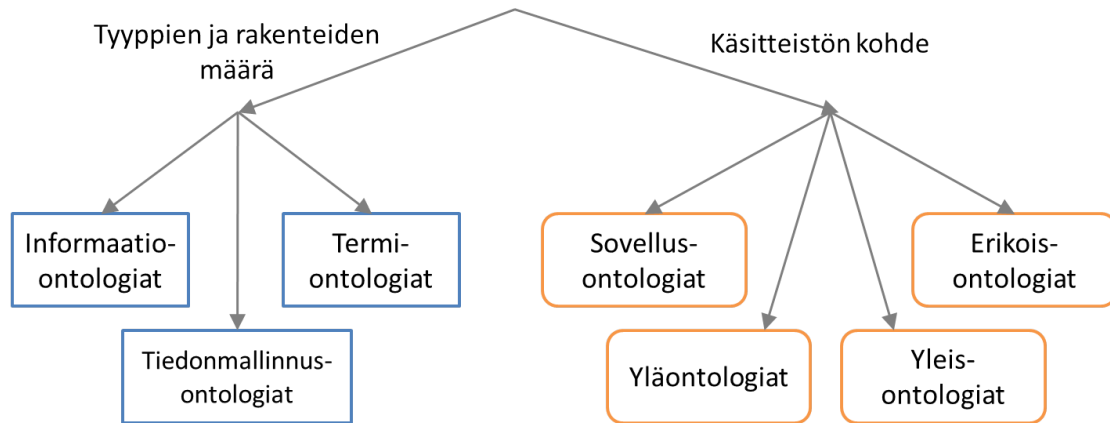 Tyyppien ja rakenteiden
määrä
Käsitteistön kohde
Informaatio-
ontologiat
Termi-
ontologiat
Tiedonmallinnus-
ontologiat
Sovellus-
ontologiat
Erikois-
ontologiat
Yläontologiat
Yleis-
ontologiat